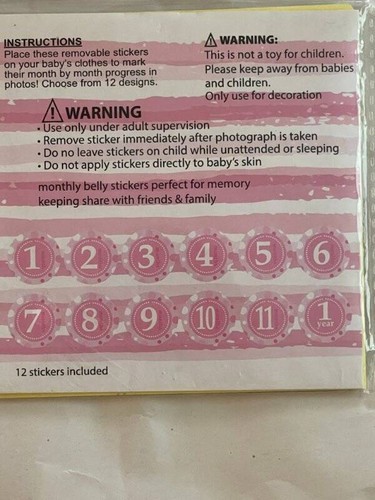 INSTRUCTIONS
Place these removable stickers
on your baby's clothes to mark
their month by month progress in
photos! Choose from 12 designs.
⚠ WARNING:
This is not a toy for children.
Please keep away from babies
and children.
Only use for decoration
⚠ WARNING
• Use only under adult supervision
• Remove sticker immediately after photograph is taken
• Do no leave stickers on child while unattended or sleeping
• Do not apply stickers directly to baby's skin
monthly belly stickers perfect for memory
keeping share with friends & family
1 2 3 4 5 6
7 8 9 10 11 1
year
12 stickers included